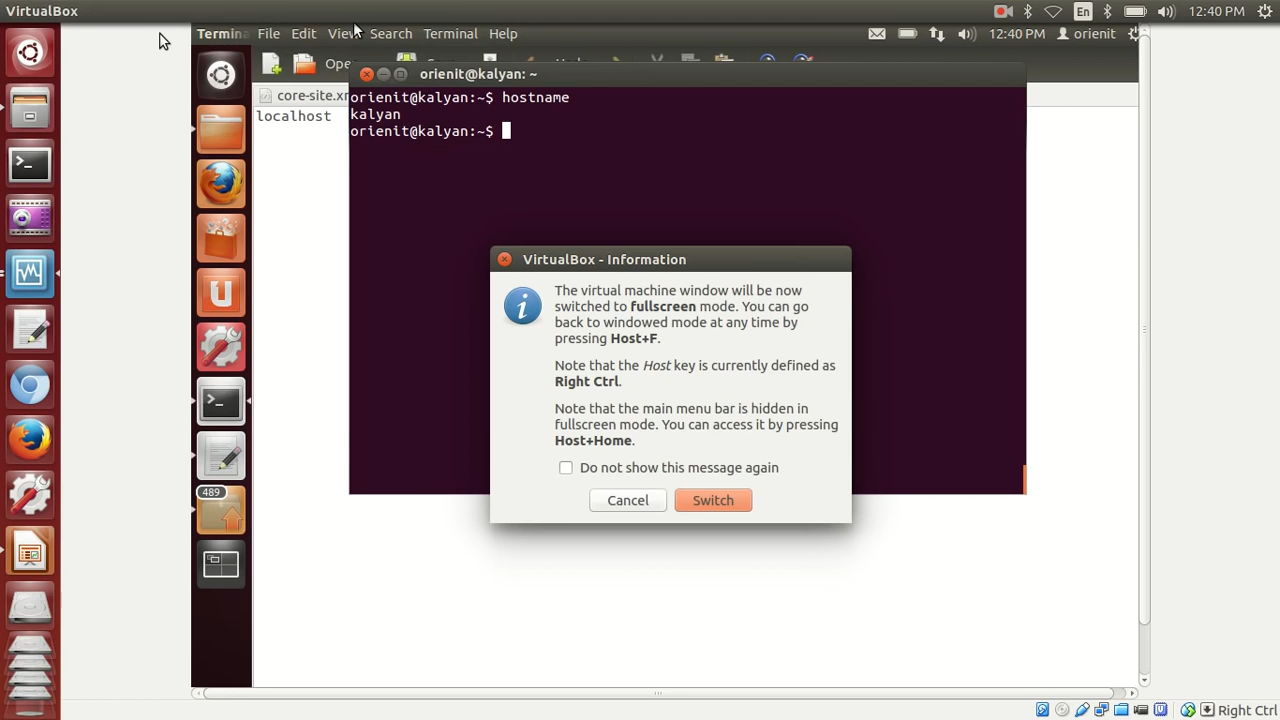 VirtualBox
En
12:40 PM
File Edit View Search Terminal Help
12:40 PM
orienit
orienit@kalyan: ~
orienit@kalyan:~$ hostname
localhost
kalyan
orienit@kalyan:~$
VirtualBox - Information
The virtual machine window will be now
switched to fullscreen mode. You can go
back to windowed mode at any time by
pressing Host+F.
Note that the Host key is currently defined as
Right Ctrl.
Note that the main menu bar is hidden in
fullscreen mode. You can access it by pressing
Host+Home.
Do not show this message again
Cancel
Switch
489
Right Ctrl